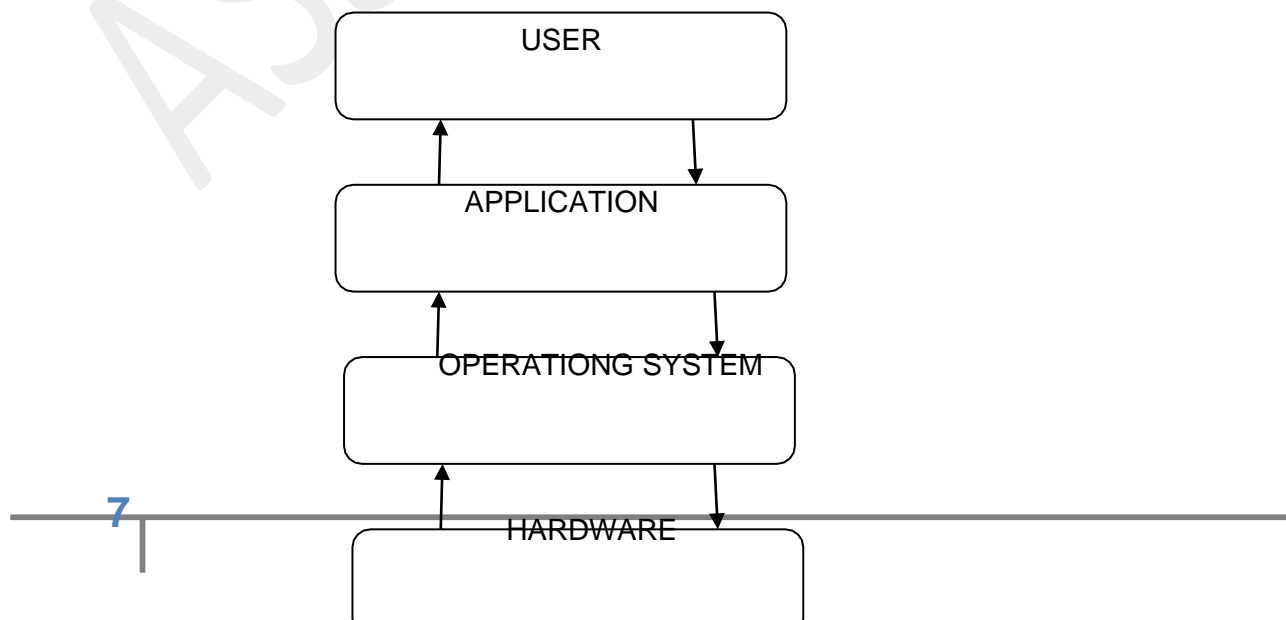 USER
APPLICATION
OPERATIONG SYSTEM
7
HARDWARE